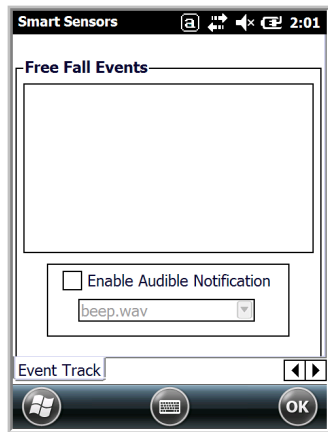 Smart Sensors a 2:01
Free Fall Events
Enable Audible Notification
beep.wav
Event Track
OK